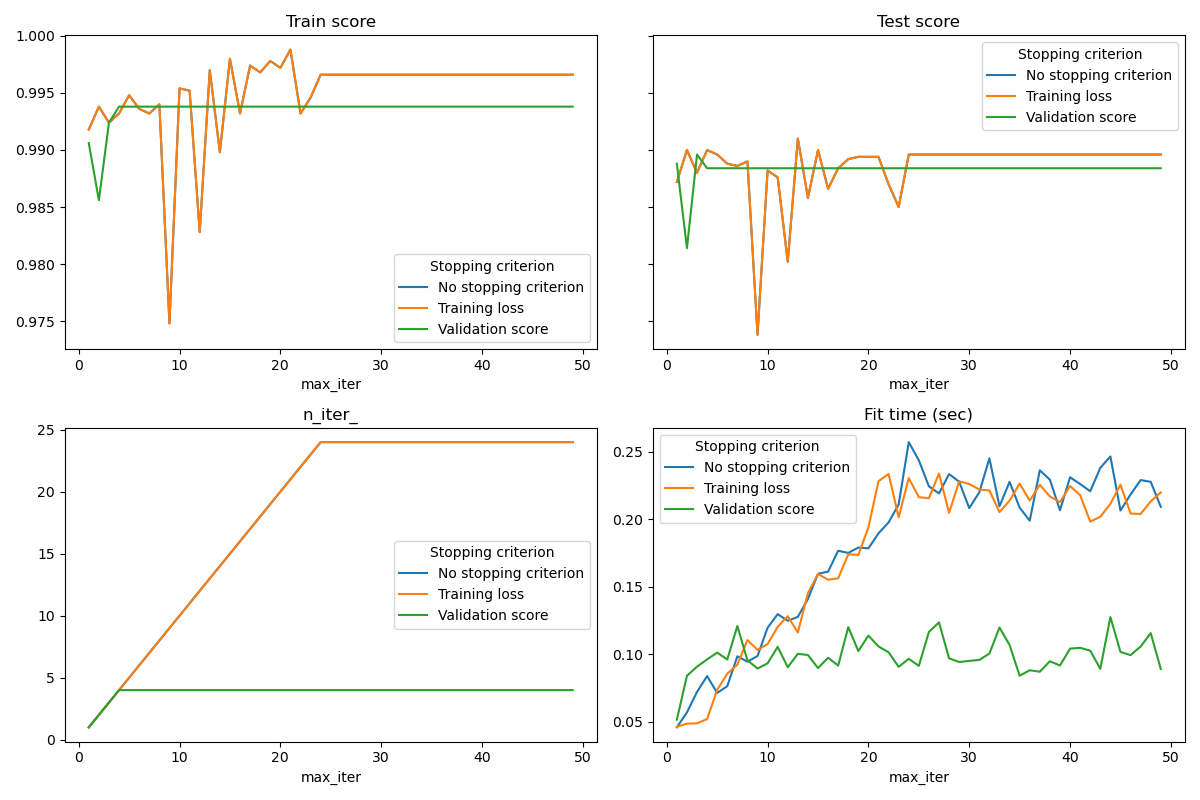 Train score
1.000
0.995
0.990
0.985
0.980
0.975
Stopping criterion
No stopping criterion
Training loss
Validation score
0 10 20 30 40 50
max_iter
Test score
Stopping criterion
No stopping criterion
Training loss
Validation score
0 10 20 30 40 50
max_iter
n_iter_
25
20
15
10
5
0
Stopping criterion
No stopping criterion
Training loss
Validation score
0 10 20 30 40 50
max_iter
Fit time (sec)
Stopping criterion
No stopping criterion
Training loss
Validation score
0.25
0.20
0.15
0.10
0.05
0 10 20 30 40 50
max_iter